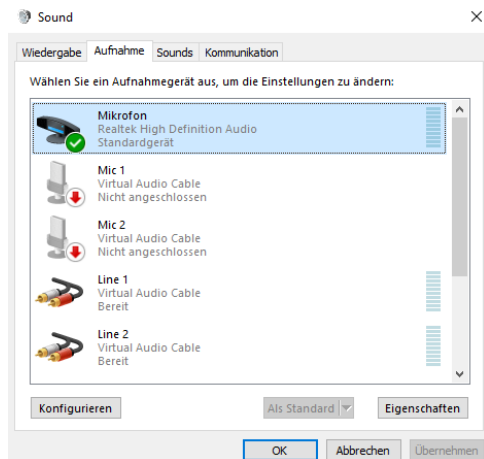 Sound
Wiedergabe Aufnahme Sounds Kommunikation
Wählen Sie ein Aufnahmegerät aus, um die Einstellungen zu ändern:
Mikrofon
Realtek High Definition Audio
Standardgerät
Mic 1
Virtual Audio Cable
Nicht angeschlossen
Mic 2
Virtual Audio Cable
Nicht angeschlossen
Line 1
Virtual Audio Cable
Bereit
Line 2
Virtual Audio Cable
Bereit
Konfigurieren Als Standard Eigenschaften
OK Abbrechen Übernehmen